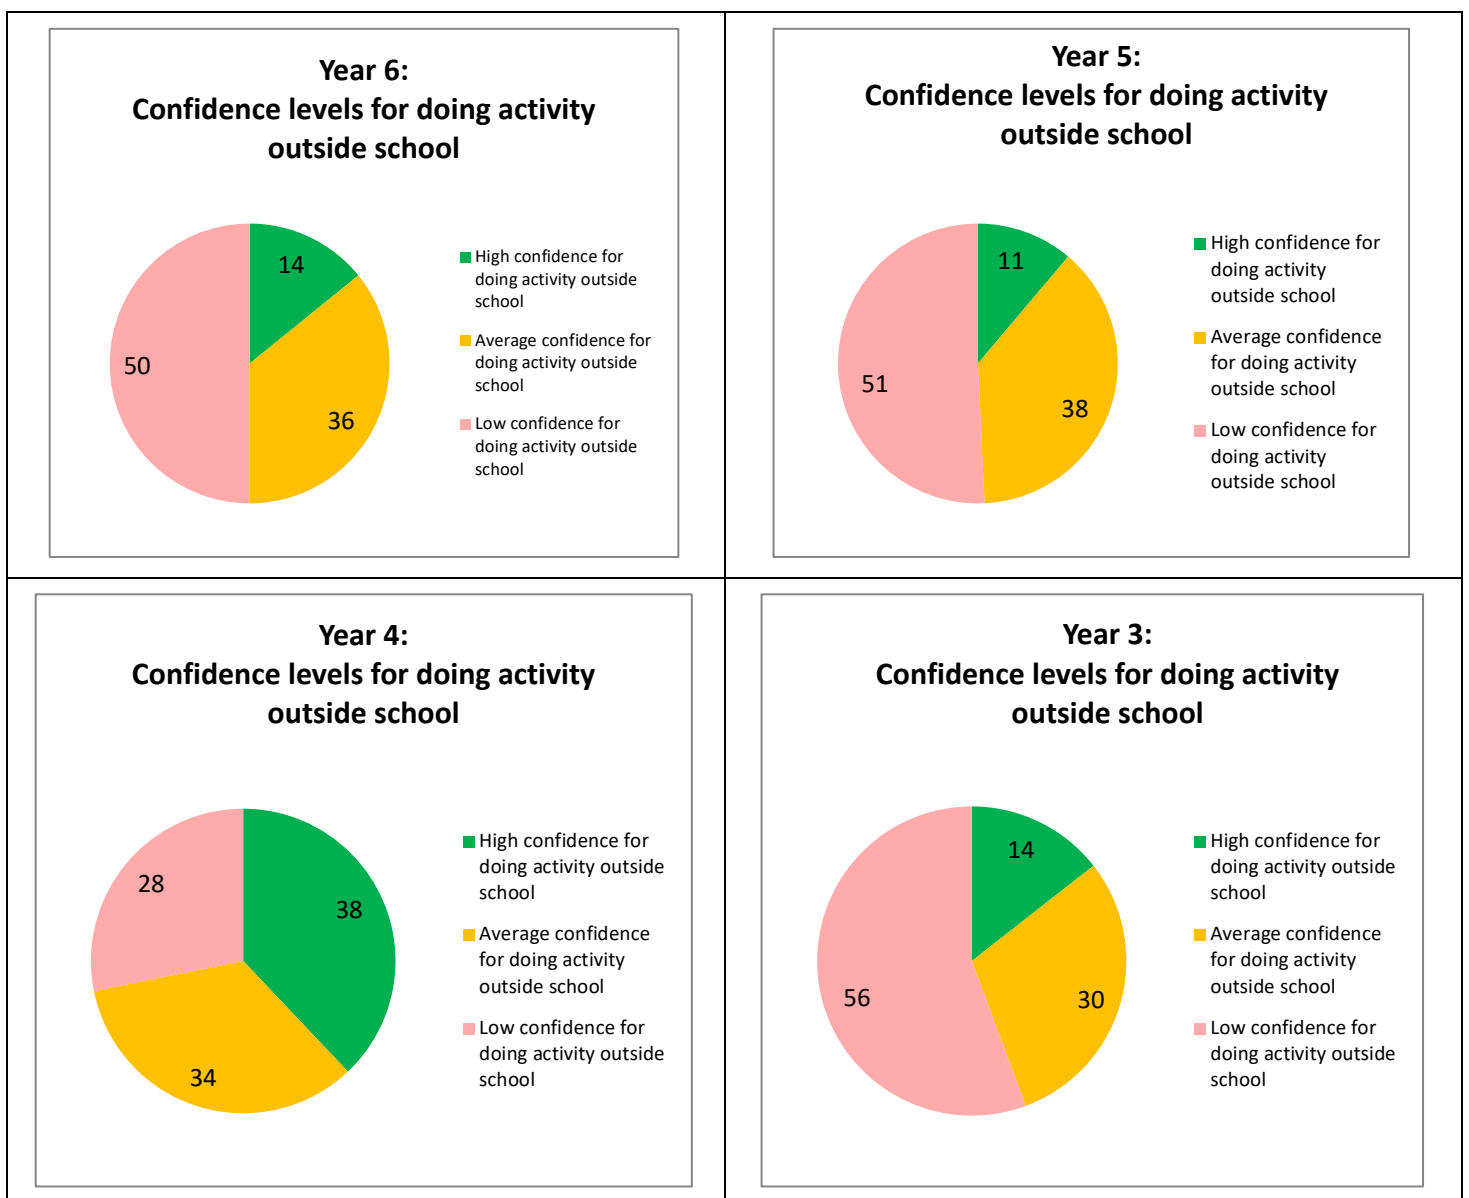 Year 6:
Confidence levels for doing activity
outside school
14
36
50
High confidence for
doing activity outside
school
Average confidence for
doing activity outside
school
Low confidence for
doing activity outside
school
Year 5:
Confidence levels for doing activity
outside school
11
38
51
High confidence for
doing activity
outside school
Average confidence
for doing activity
outside school
Low confidence for
doing activity
outside school
Year 4:
Confidence levels for doing activity
outside school
38
34
28
High confidence for
doing activity outside
school
Average confidence
for doing activity
outside school
Low confidence for
doing activity outside
school
Year 3:
Confidence levels for doing activity
outside school
14
30
56
High confidence for
doing activity outside
school
Average confidence
for doing activity
outside school
Low confidence for
doing activity outside
school